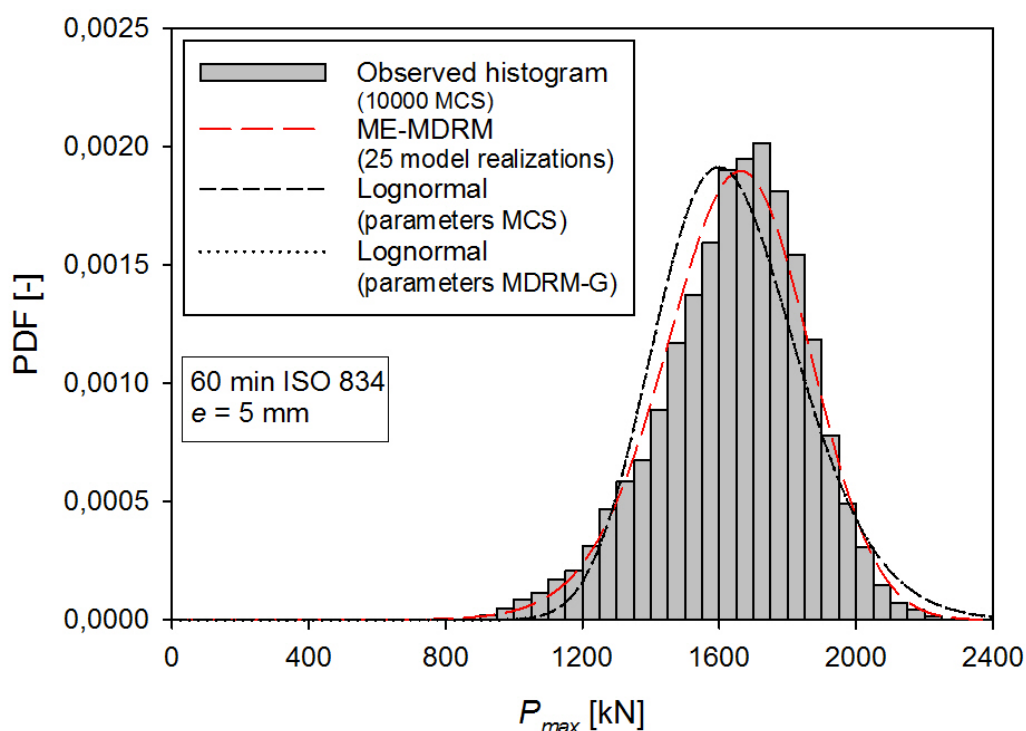 0,0025
0,0020
0,0015
0,0010
0,0005
0,0000
PDF [-]
Observed histogram
(10000 MCS)
ME-MDRM
(25 model realizations)
Lognormal
(parameters MCS)
Lognormal
(parameters MDRM-G)
60 min ISO 834
e = 5 mm
0 400 800 1200 1600 2000 2400
Pmax [kN]